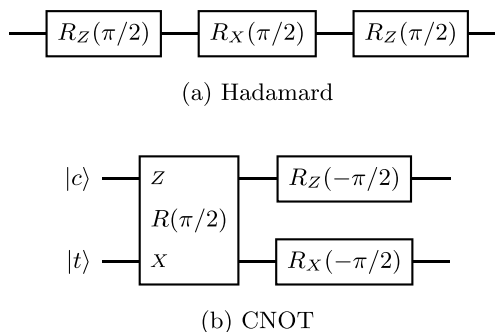 R_Z(π/2) R_X(π/2) R_Z(π/2)
(a) Hadamard
|c⟩ Z R_Z(−π/2)
R(π/2)
|t⟩ X R_X(−π/2)
(b) CNOT